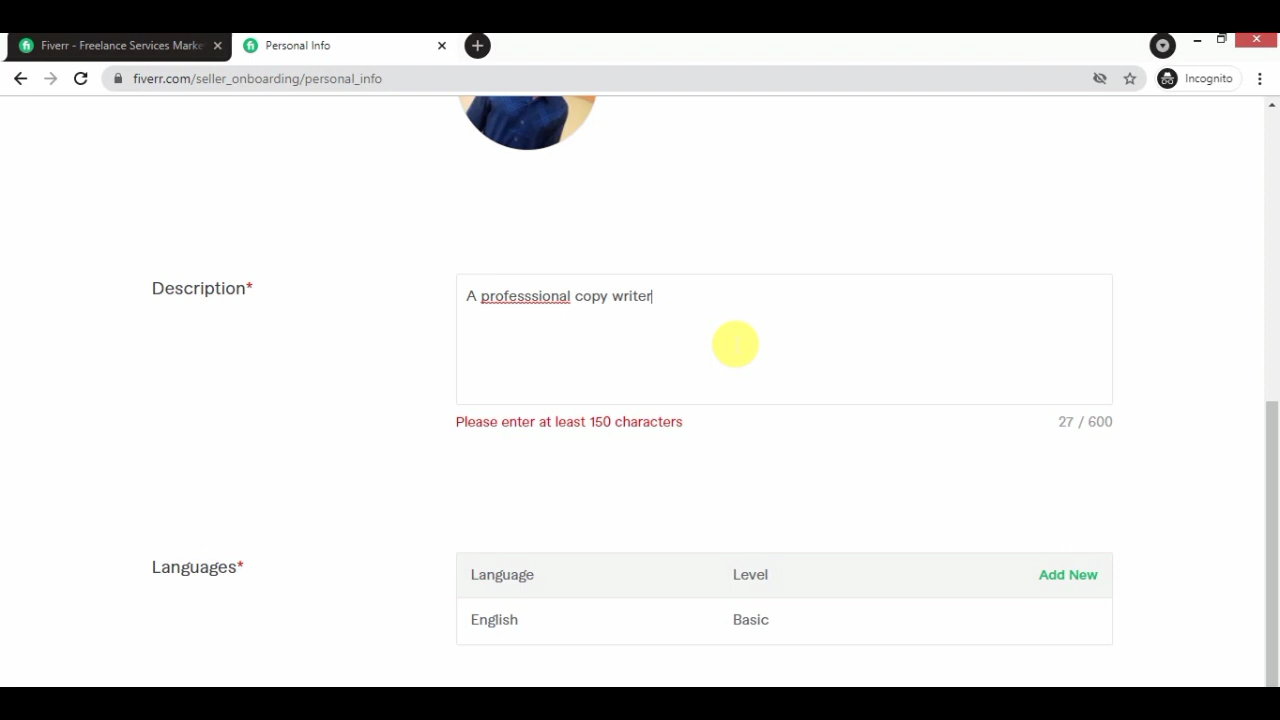 Fiverr - Freelance Services Marke
Personal Info
fiverr.com/seller_onboarding/personal_info
Incognito
Description*
A professsional copy writer
Please enter at least 150 characters
27 / 600
Languages*
Language Level Add New
English Basic